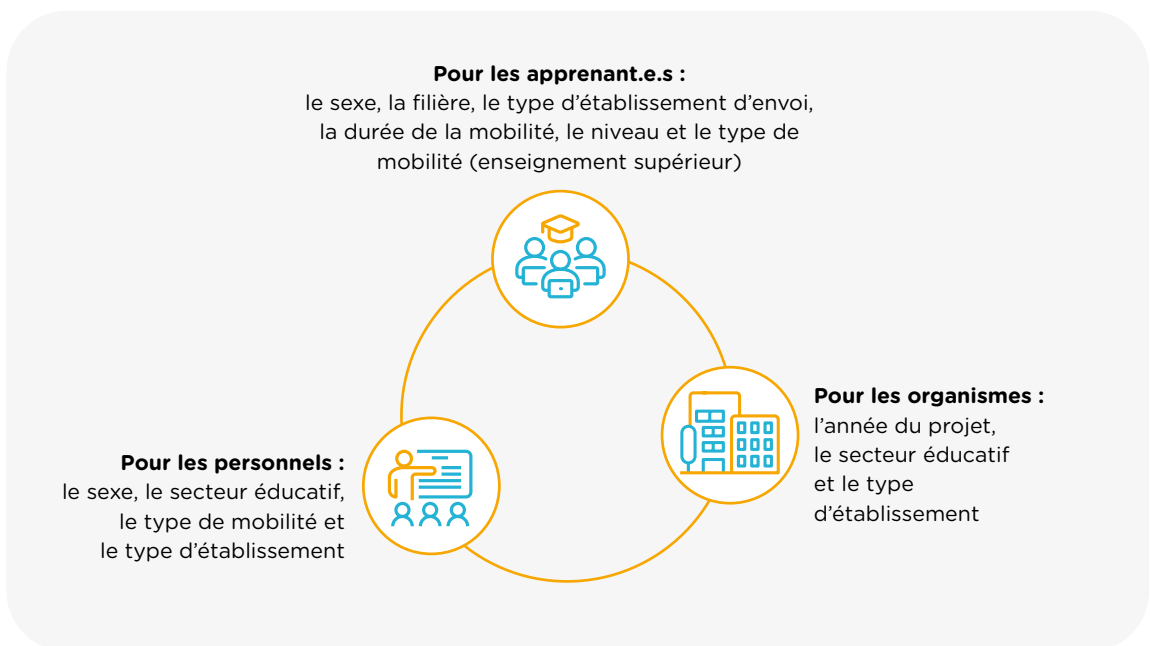 Pour les apprenant.e.s :
le sexe, la filière, le type d’établissement d’envoi,
la durée de la mobilité, le niveau et le type de
mobilité (enseignement supérieur)
Pour les organismes :
l’année du projet,
le secteur éducatif
et le type
d’établissement
Pour les personnels :
le sexe, le secteur éducatif,
le type de mobilité et
le type d’établissement